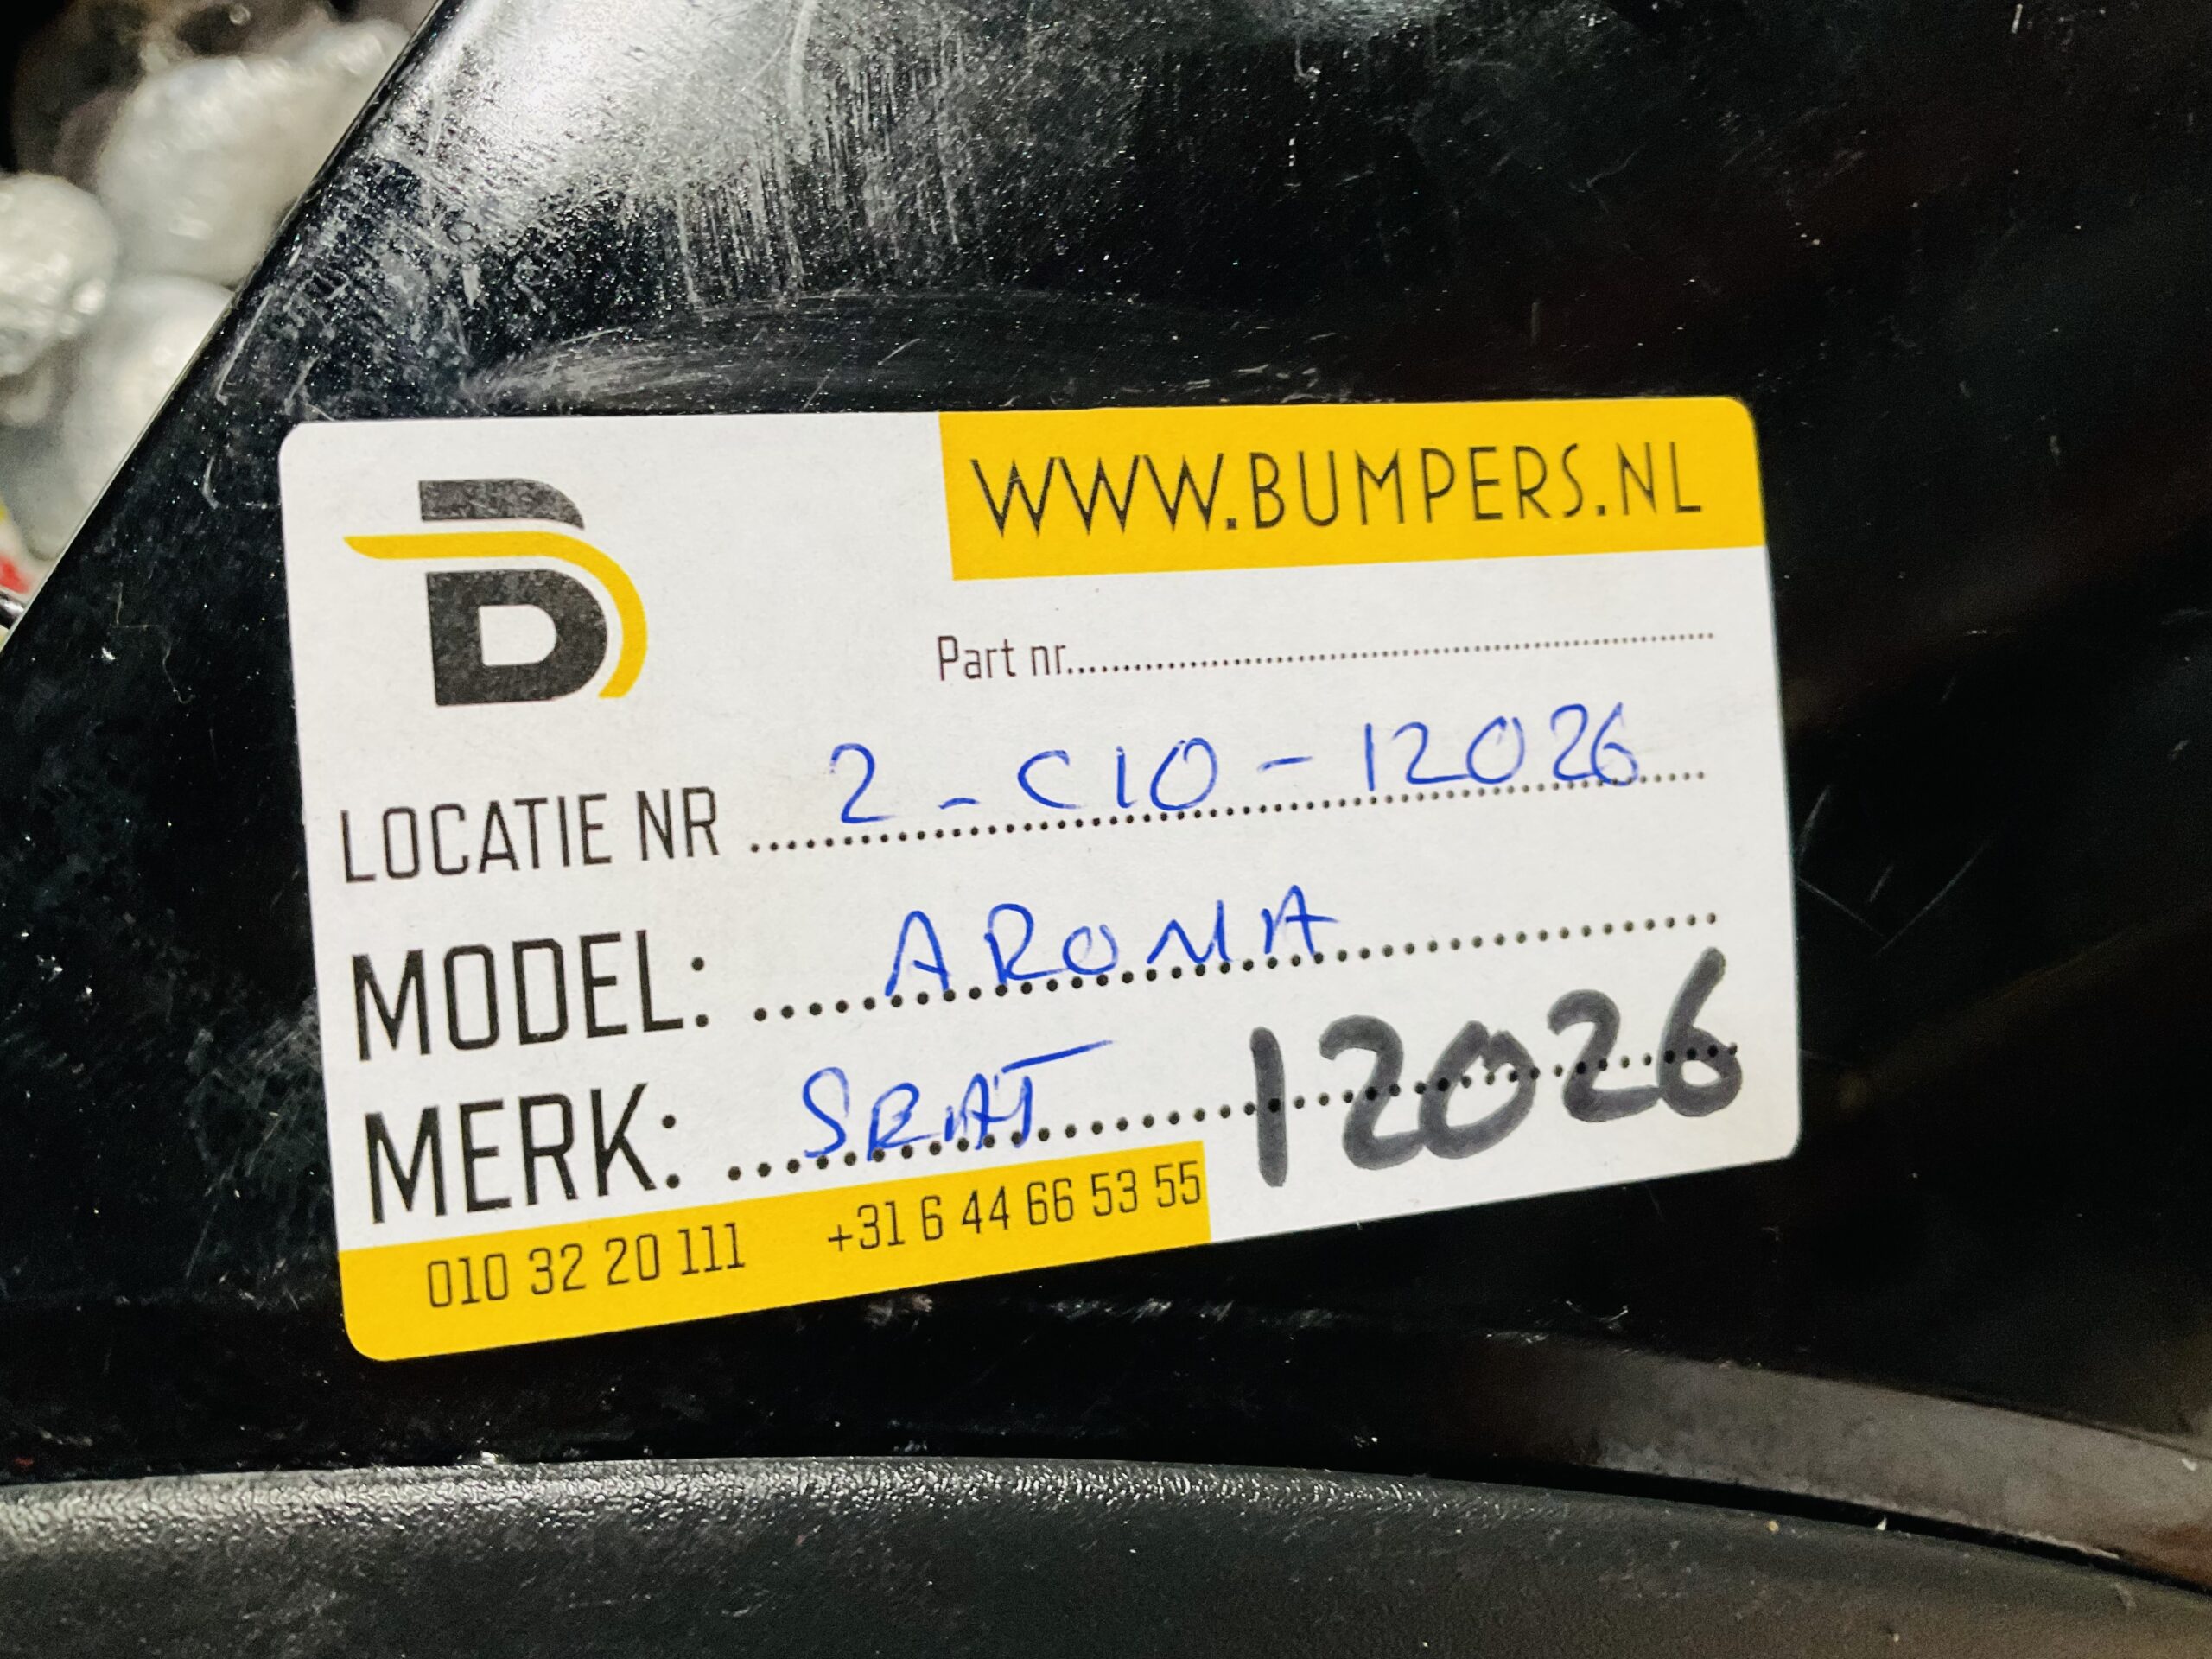 WWW.BUMPERS.NL
Part nr.
LOCATIE NR 2-C10-12026
MODEL: AROMA
MERK: SEAT 12026
010 32 20 111 +31 6 44 66 53 55